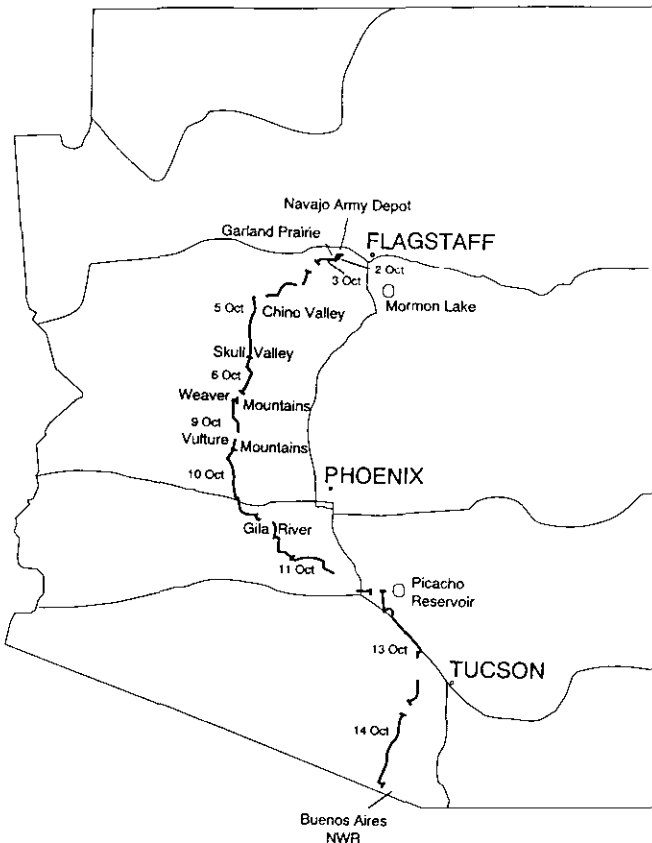 Navajo Army Depot
Garland Prairie
FLAGSTAFF
2 Oct
3 Oct
Mormon Lake
5 Oct
Chino Valley
Skull Valley
6 Oct
Weaver Mountains
9 Oct
Vulture Mountains
10 Oct
PHOENIX
Gila River
11 Oct
Picacho
Reservoir
13 Oct
TUCSON
14 Oct
Buenos Aires
NWR